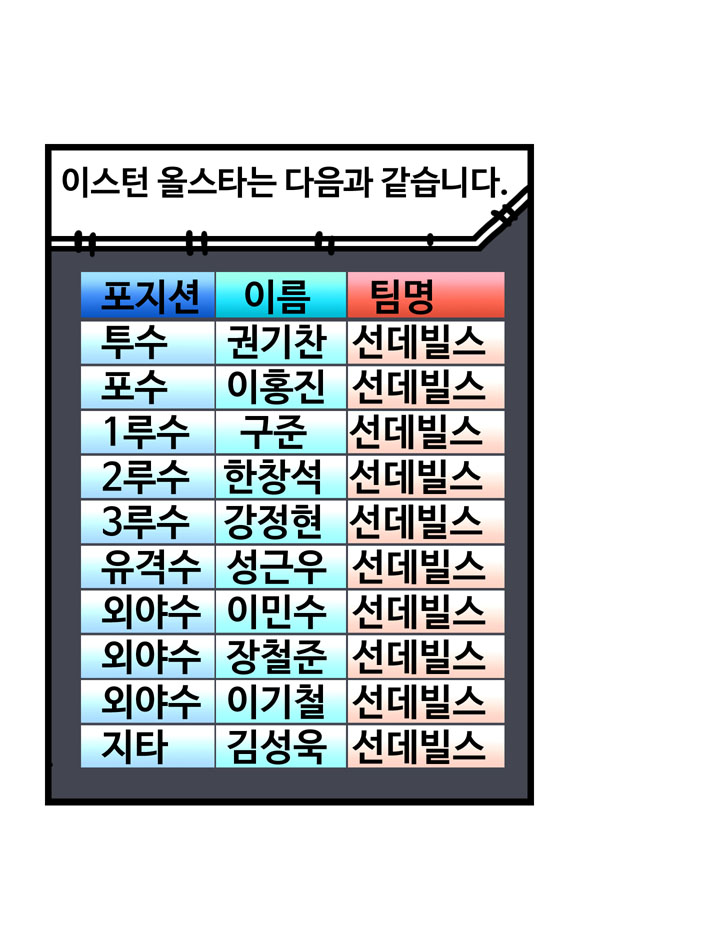 이스턴 올스타는 다음과 같습니다.
포지션 이름 팀명
투수 권기찬 선데빌스
포수 이홍진 선데빌스
1루수 구준 선데빌스
2루수 한창석 선데빌스
3루수 강정현 선데빌스
유격수 성근우 선데빌스
외야수 이민수 선데빌스
외야수 장철준 선데빌스
외야수 이기철 선데빌스
지타 김성욱 선데빌스